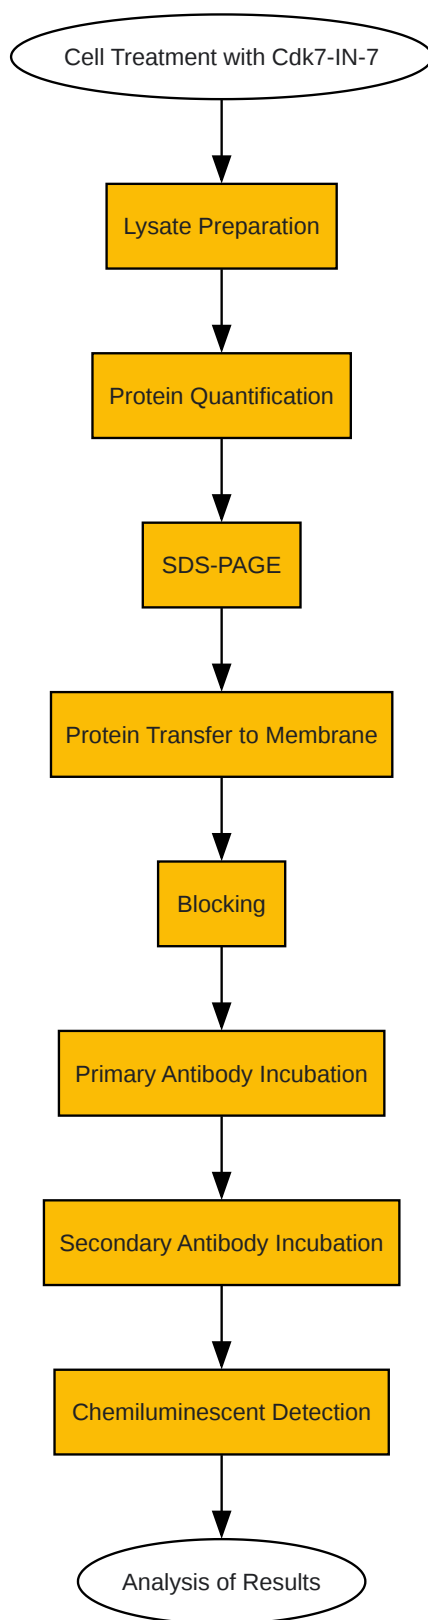 Cell Treatment with Cdk7-IN-7
Lysate Preparation
Protein Quantification
SDS-PAGE
Protein Transfer to Membrane
Blocking
Primary Antibody Incubation
Secondary Antibody Incubation
Chemiluminescent Detection
Analysis of Results